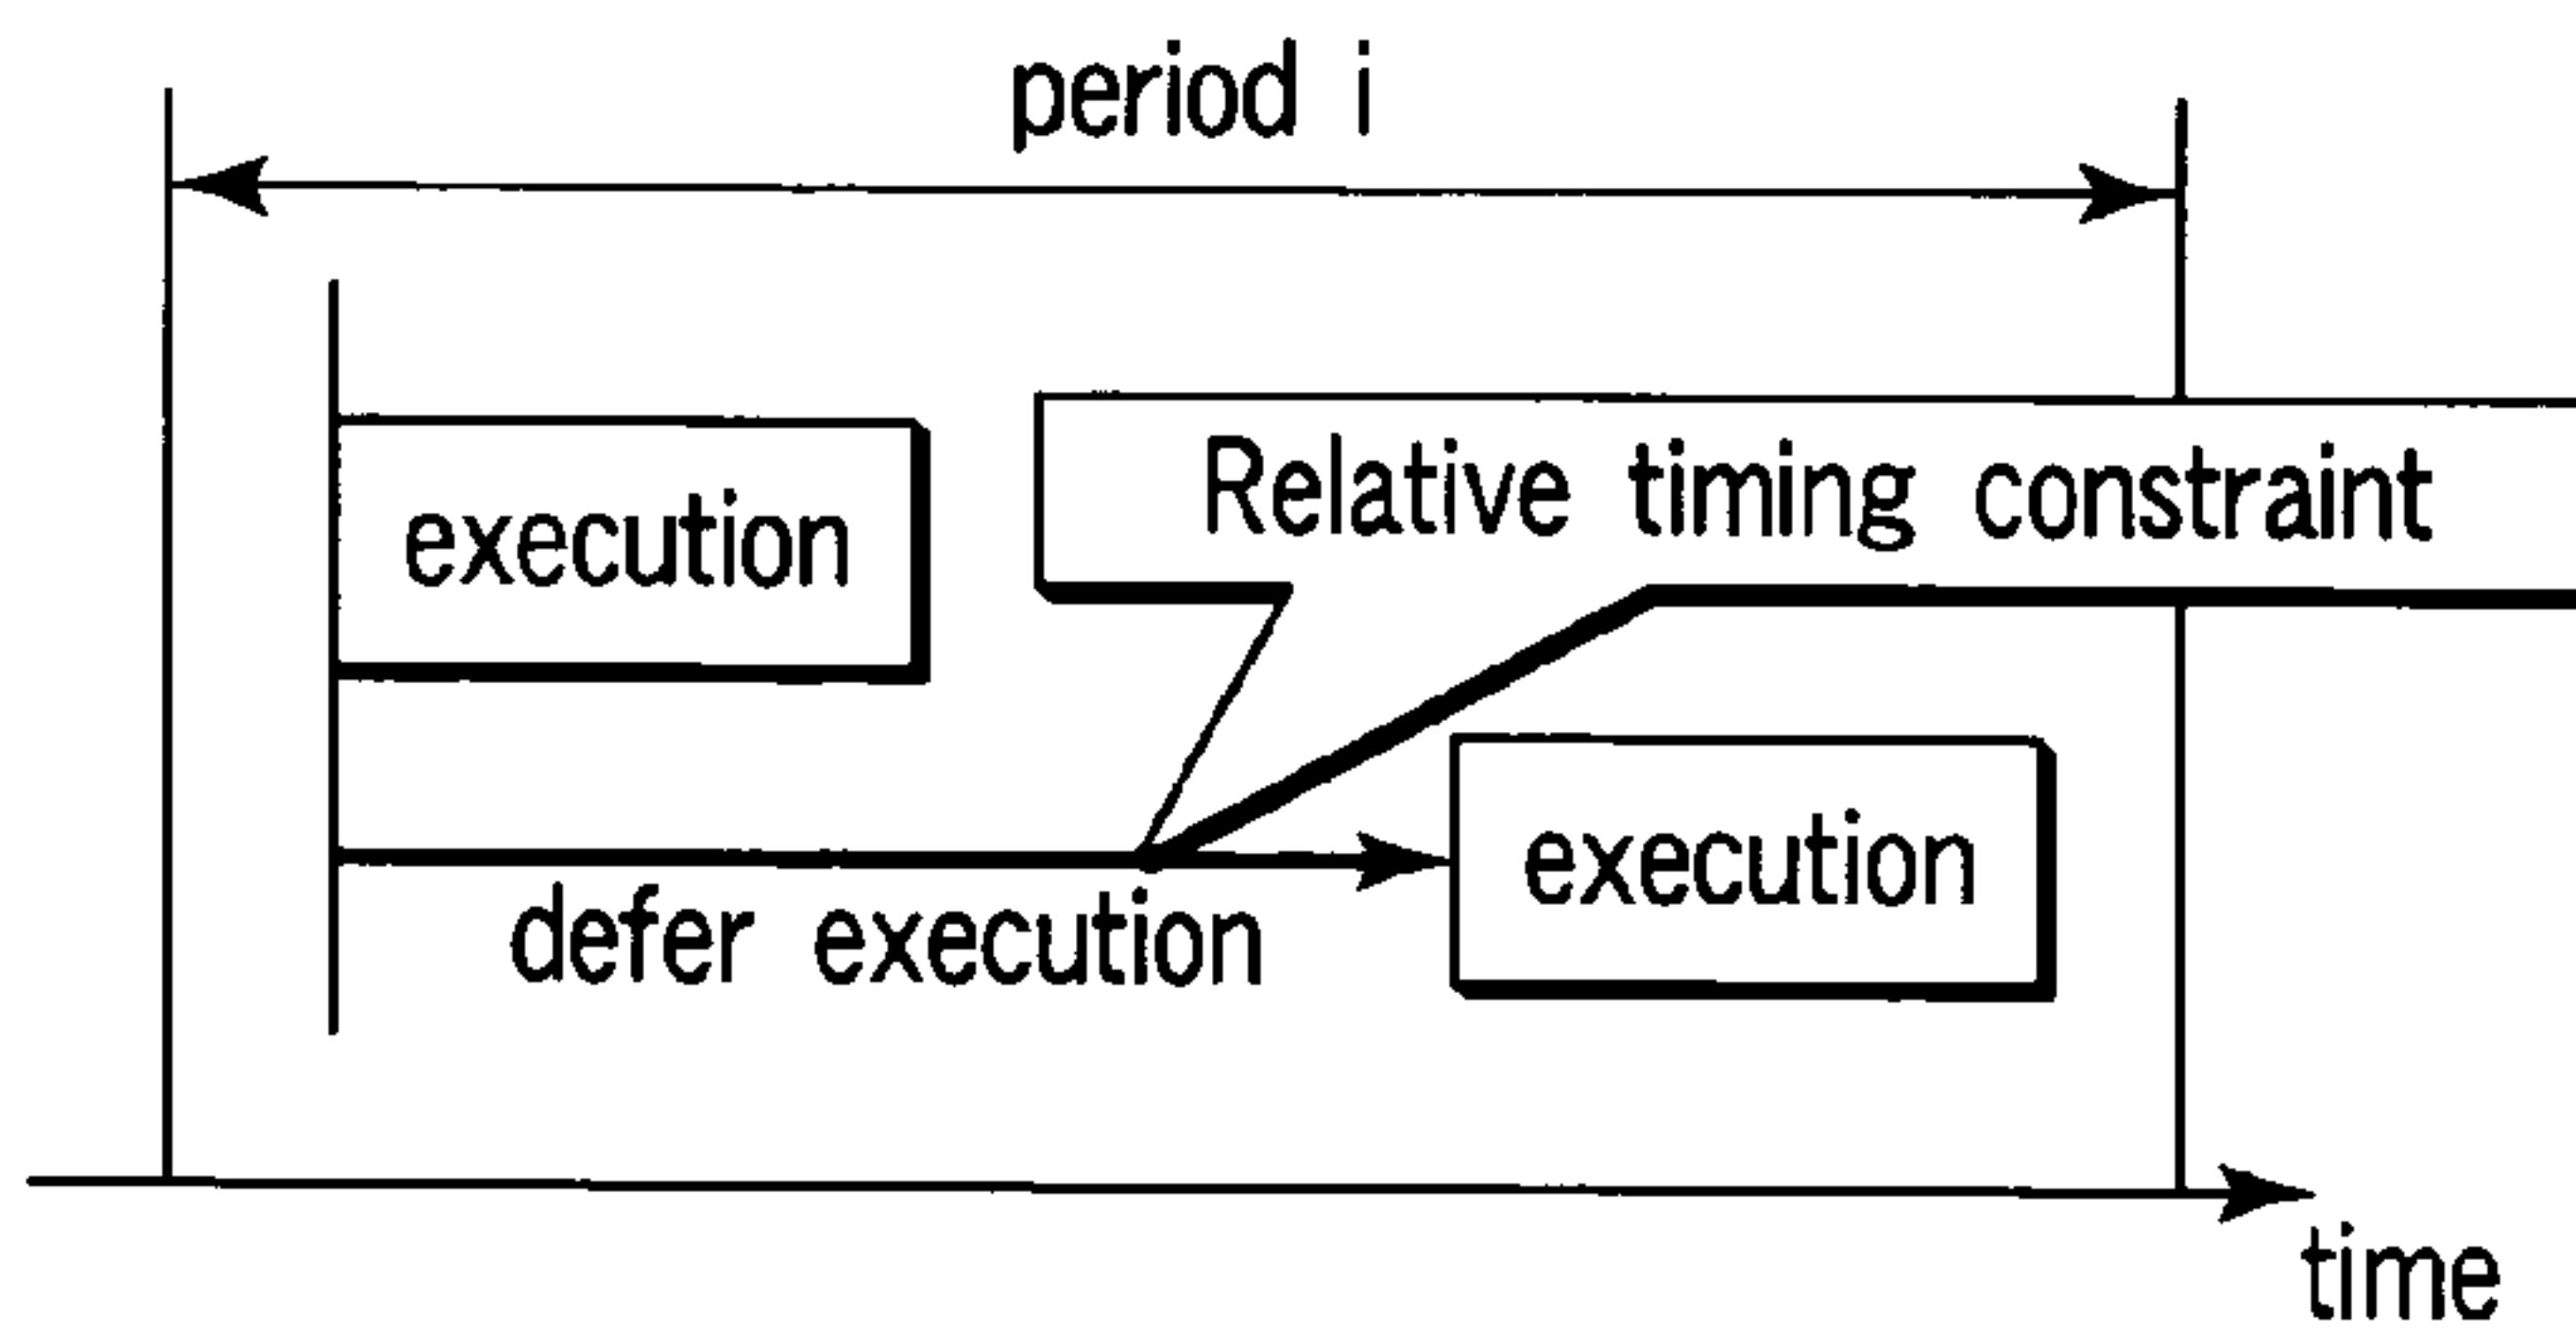 period i
execution
Relative timing constraint
execution
defer execution
time